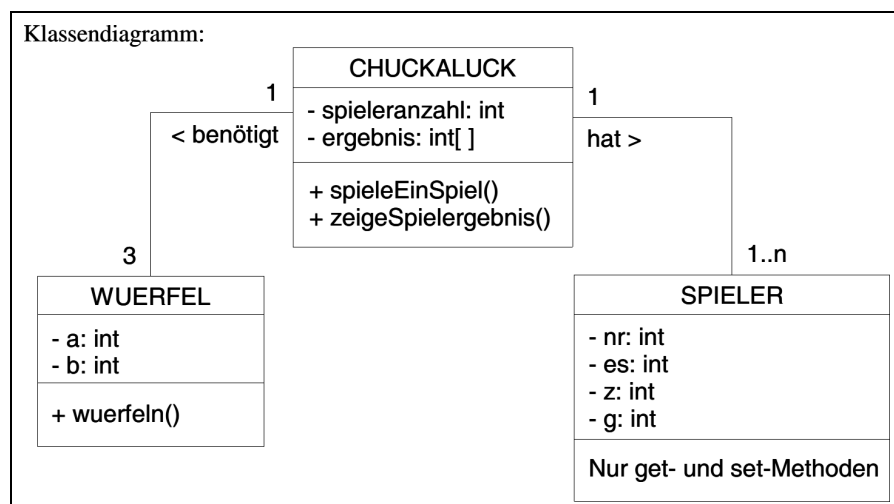 Klassendiagramm:
CHUCKALUCK
- spieleranzahl: int
- ergebnis: int[ ]
+ spieleEinSpiel()
+ zeigeSpielergebnis()
1
< benötigt
3
1
hat >
1..n
WUERFEL
- a: int
- b: int
+ wuerfeln()
SPIELER
- nr: int
- es: int
- z: int
- g: int
Nur get- und set-Methoden